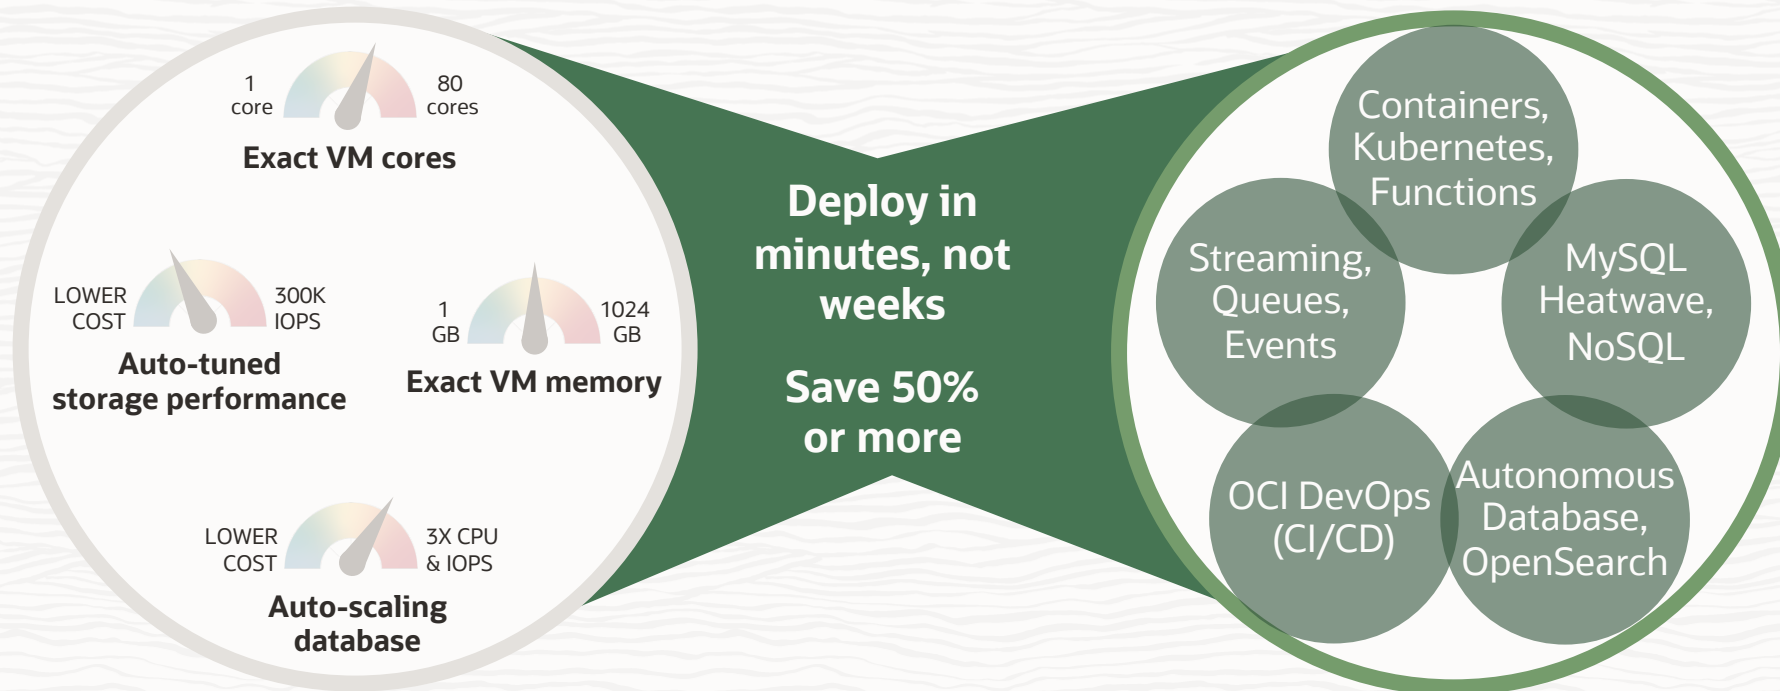 1
core
80
cores
Exact VM cores
LOWER
COST
300K
IOPS
Auto-tuned
storage performance
1
GB
1024
GB
Exact VM memory
LOWER
COST
3X CPU
& IOPS
Auto-scaling
database
Deploy in
minutes, not
weeks
Save 50%
or more
Containers,
Kubernetes,
Functions
Streaming,
Queues,
Events
MySQL
Heatwave,
NoSQL
OCI DevOps
(CI/CD)
Autonomous
Database,
OpenSearch